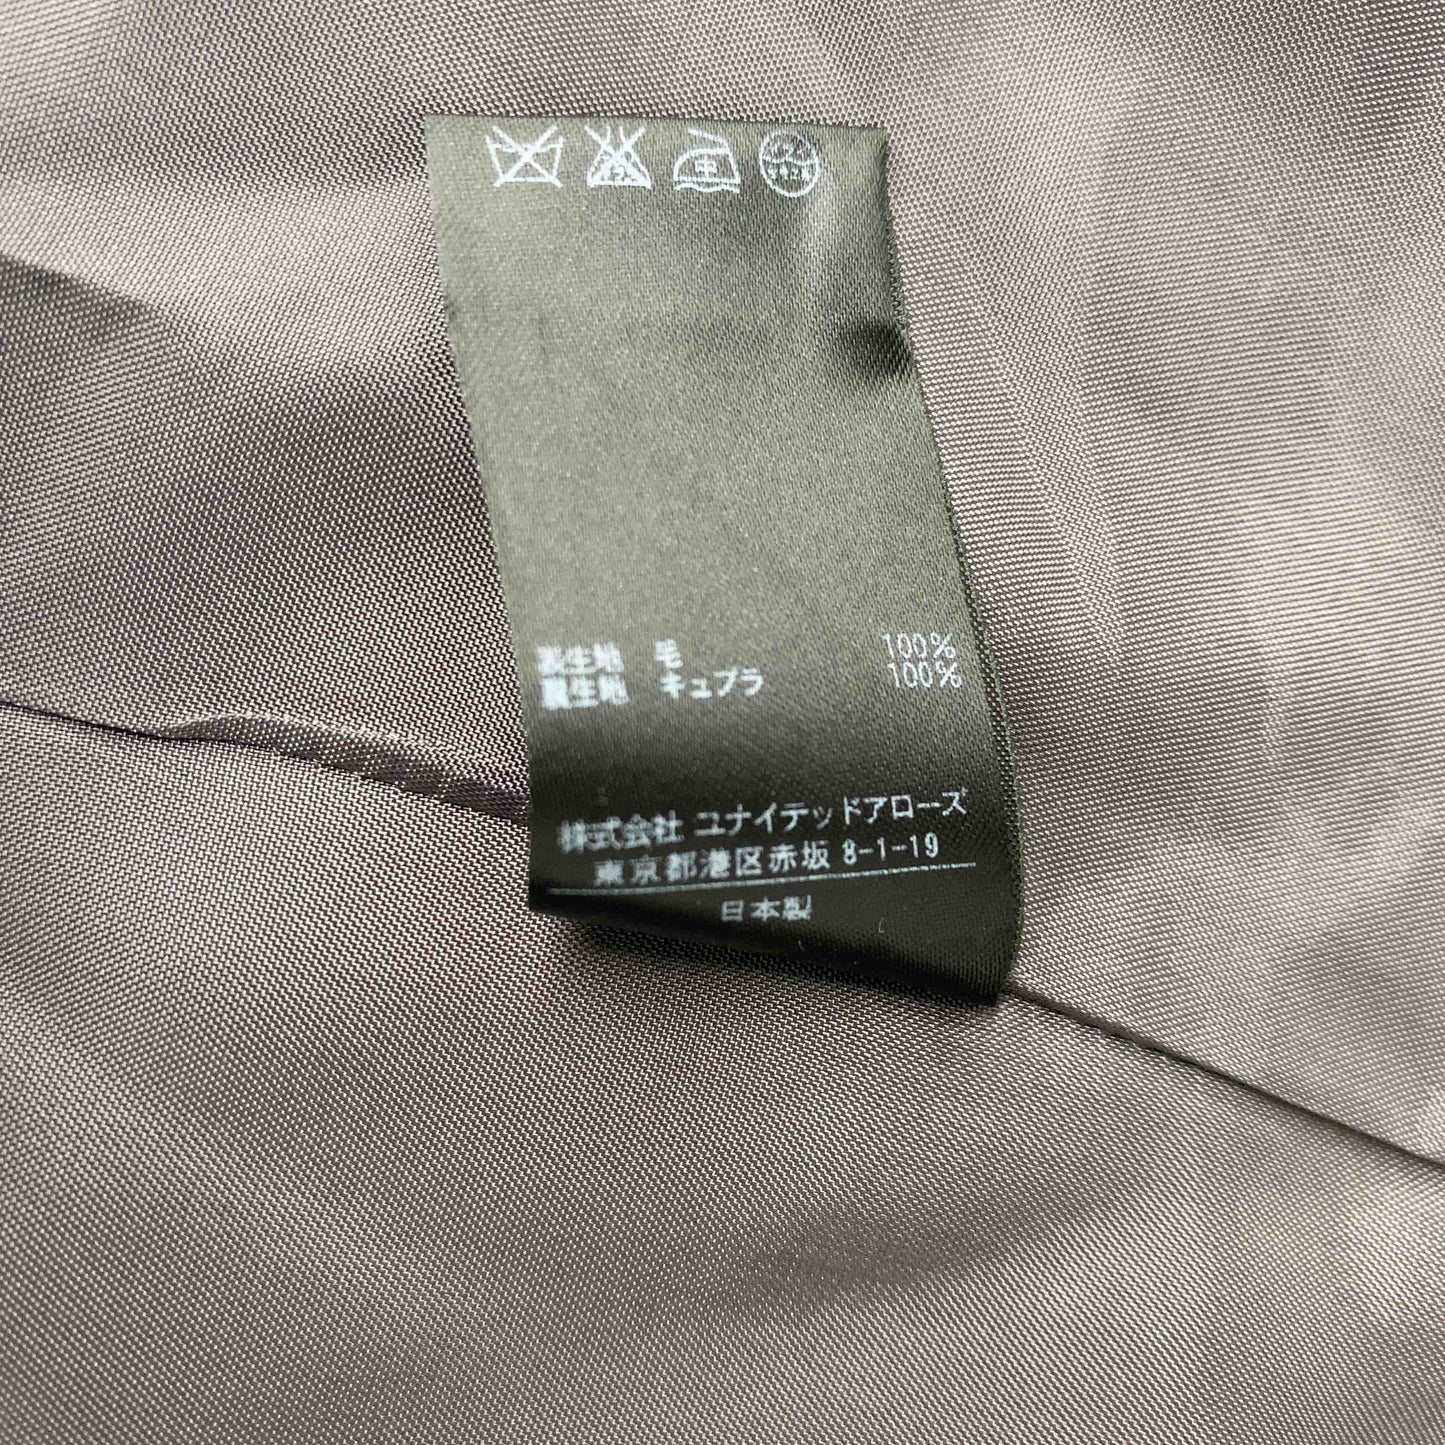 中
表生地 毛 100%
裏生地 キュプラ 100%
株式会社 ユナイテッドアローズ
東京都港区赤坂 8-1-19
日本製